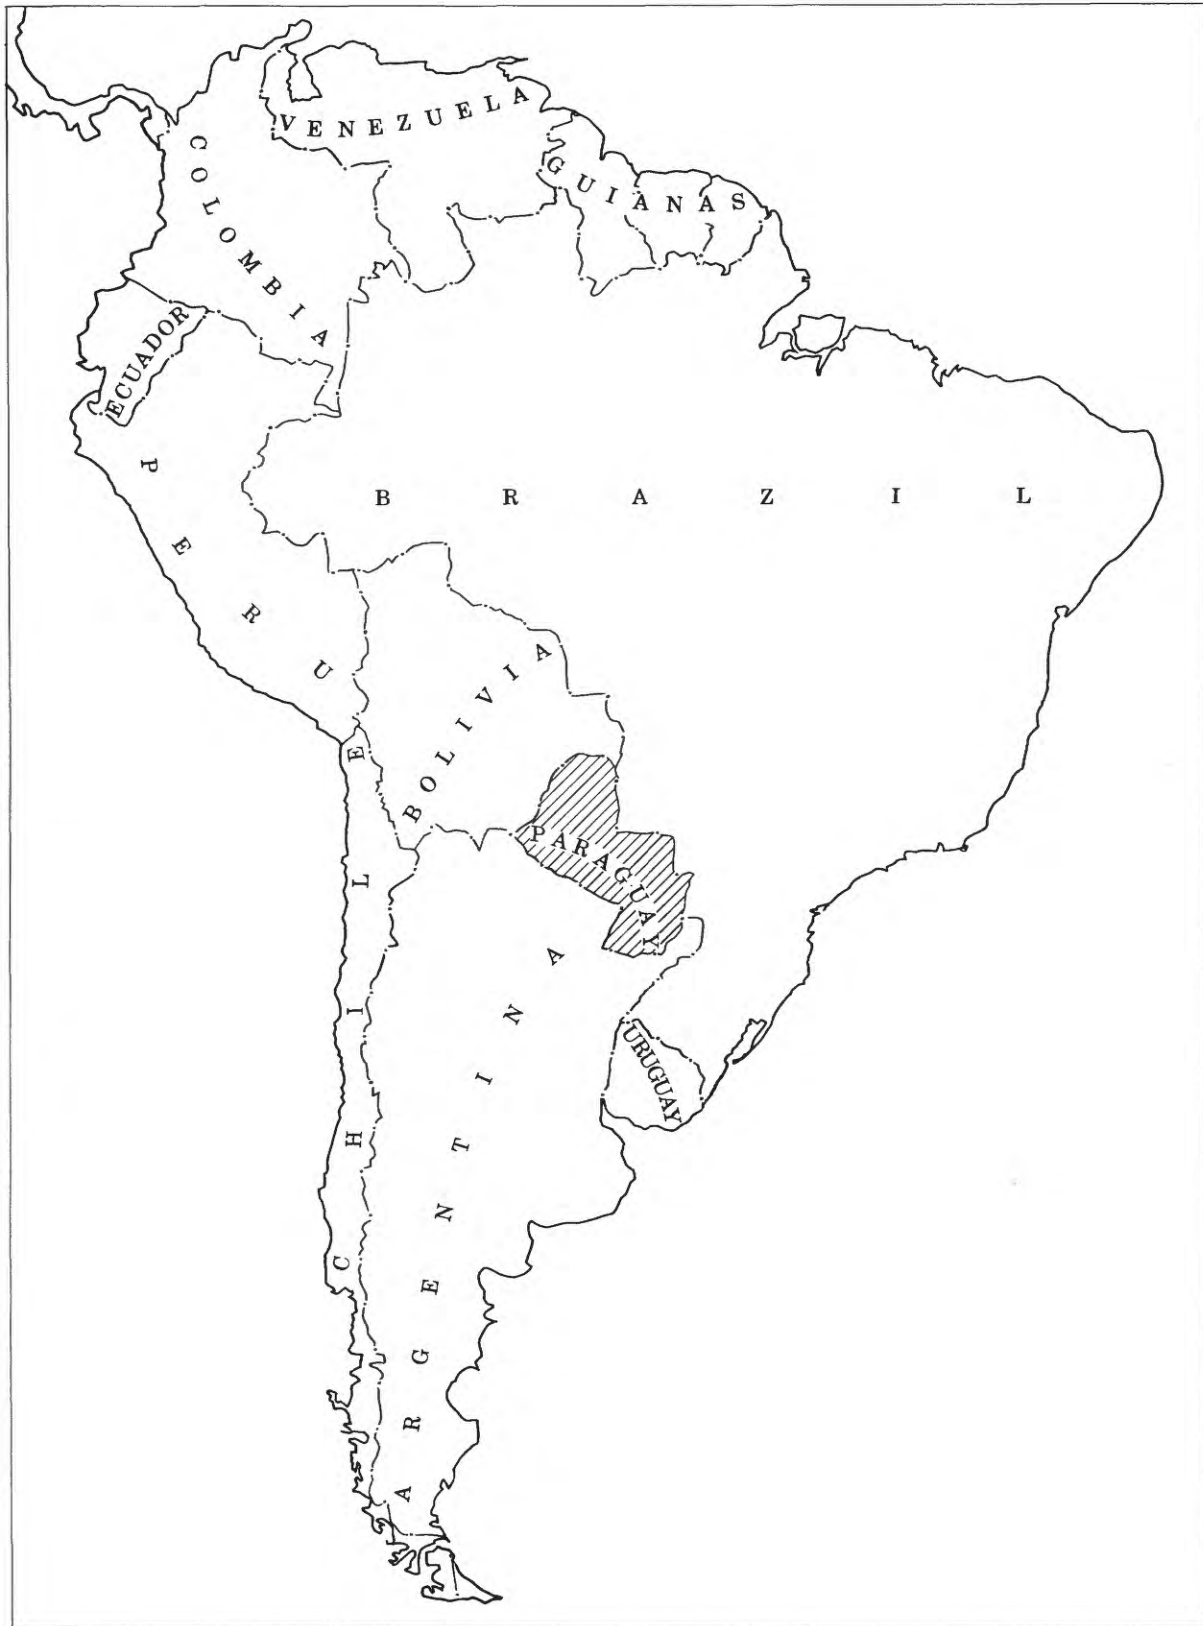 VENEZUELA
COLOMBIA
GUIANAS
ECUADOR
PERU
BRAZIL
BOLIVIA
PARAGUAY
CHILE
ARGENTINA
URUGUAY